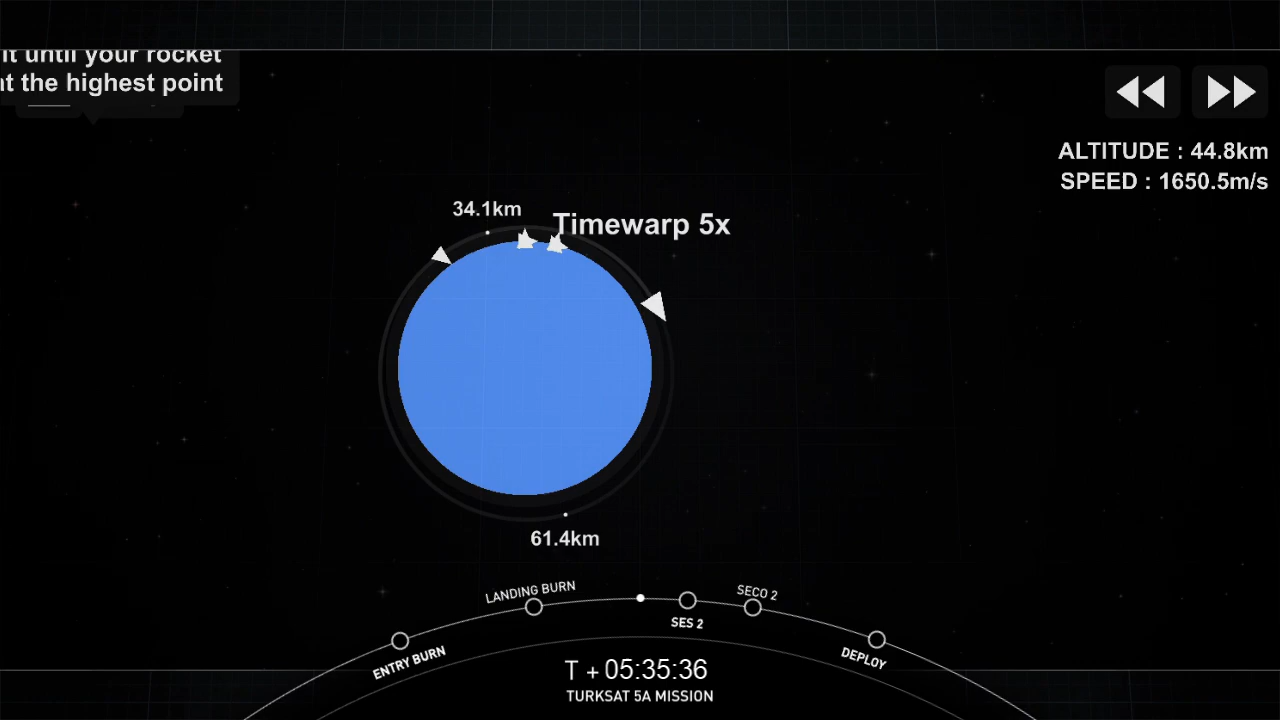 it until your rocket
at the highest point
ALTITUDE : 44.8km
SPEED : 1650.5m/s
34.1km
Timewarp 5x
61.4km
LANDING BURN
SECO 2
SES 2
ENTRY BURN
DEPLOY
T + 05:35:36
TURKSAT 5A MISSION